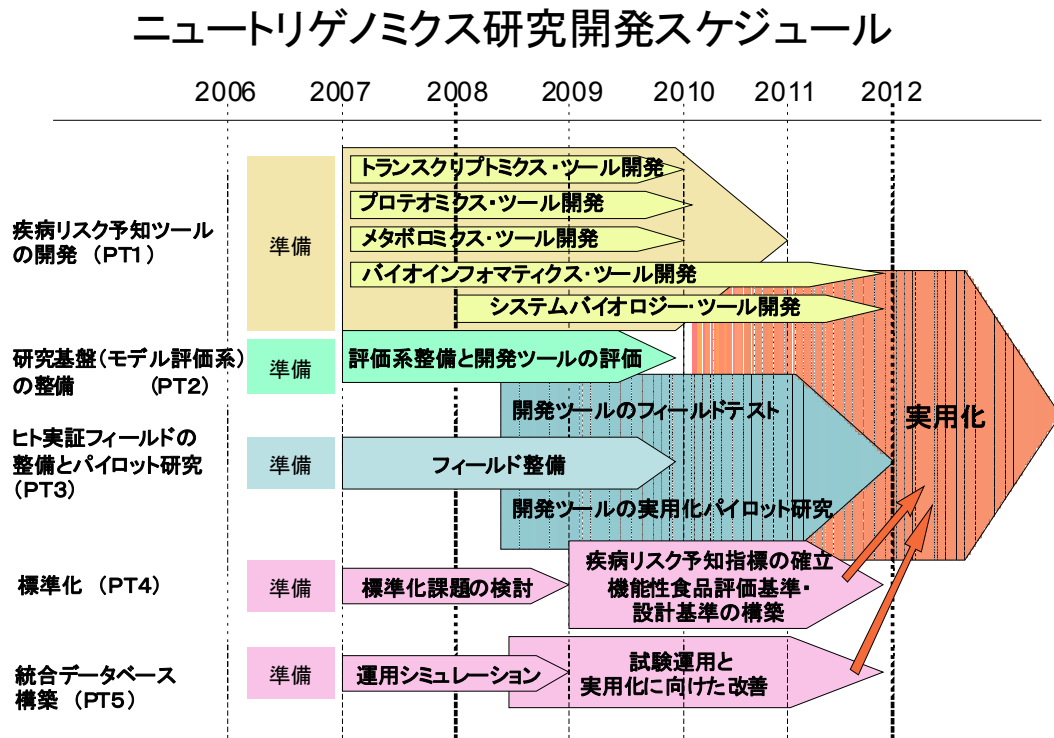 ニュートリゲノミクス研究開発スケジュール
2006 2007 2008 2009 2010 2011 2012
疾病リスク予知ツール
の開発 （PT1）
準備
トランスクリプトミクス・ツール開発
プロテオミクス・ツール開発
メタボロミクス・ツール開発
バイオインフォマティクス・ツール開発
システムバイオロジー・ツール開発
研究基盤（モデル評価系）
の整備 （PT2）
準備
評価系整備と開発ツールの評価
ヒト実証フィールドの
整備とパイロット研究
（PT3）
準備
開発ツールのフィールドテスト
フィールド整備
開発ツールの実用化パイロット研究
実用化
標準化 （PT4）
準備
標準化課題の検討
疾病リスク予知指標の確立
機能性食品評価基準・
設計基準の構築
統合データベース
構築 （PT5）
準備
運用シミュレーション
試験運用と
実用化に向けた改善